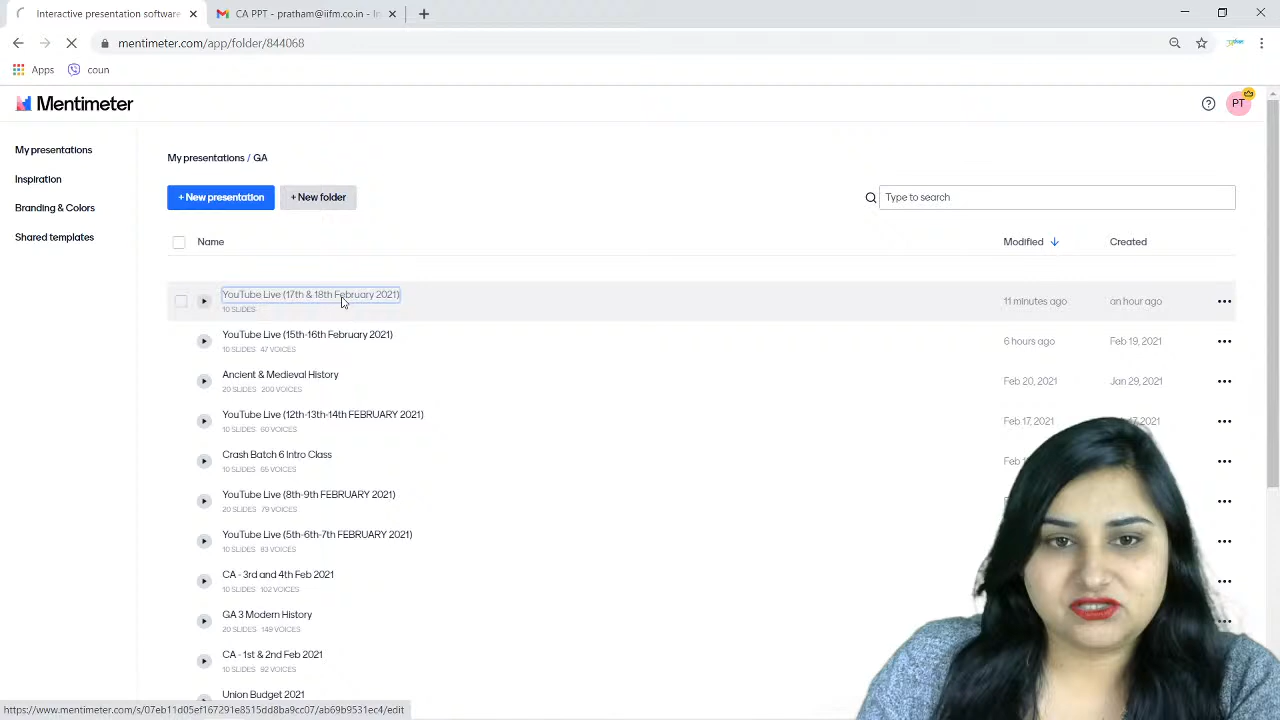 Interactive presentation software
CA PPT - pratham@iifm.co.in - In
mentimeter.com/app/folder/844068
Apps
coun
Mentimeter
PT
My presentations
Inspiration
Branding & Colors
Shared templates
My presentations / GA
+ New presentation
+ New folder
Type to search
Name
Modified
Created
YouTube Live (17th & 18th February 2021)
10 SLIDES
11 minutes ago
an hour ago
YouTube Live (15th-16th February 2021)
10 SLIDES 47 VOICES
6 hours ago
Feb 19, 2021
Ancient & Medieval History
20 SLIDES 200 VOICES
Feb 20, 2021
Jan 29, 2021
YouTube Live (12th-13th-14th FEBRUARY 2021)
10 SLIDES 60 VOICES
Feb 17, 2021
17, 2021
Crash Batch 6 Intro Class
10 SLIDES 65 VOICES
Feb
YouTube Live (8th-9th FEBRUARY 2021)
20 SLIDES 79 VOICES
YouTube Live (5th-6th-7th FEBRUARY 2021)
10 SLIDES 83 VOICES
CA - 3rd and 4th Feb 2021
10 SLIDES 102 VOICES
GA 3 Modern History
20 SLIDES 149 VOICES
CA - 1st & 2nd Feb 2021
10 SLIDES 92 VOICES
Union Budget 2021
https://www.mentimeter.com/s/07eb11d05ef167291e8515dd8ba9cc07/ab69b9531ec4/edit